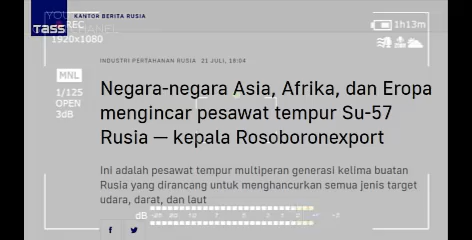 KANTOR BERITA RUSIA
TASS
REC
CHANNEL
1920x1080
1h13m
INDUSTRI PERTAHANAN RUSIA 21 JULI, 18:04
MNL
1/125
OPEN
3dB
Negara-negara Asia, Afrika, dan Eropa
mengincar pesawat tempur Su-57
Rusia — kepala Rosoboronexport
Ini adalah pesawat tempur multiperan generasi kelima buatan
Rusia yang dirancang untuk menghancurkan semua jenis target
udara, darat, dan laut
dB
f